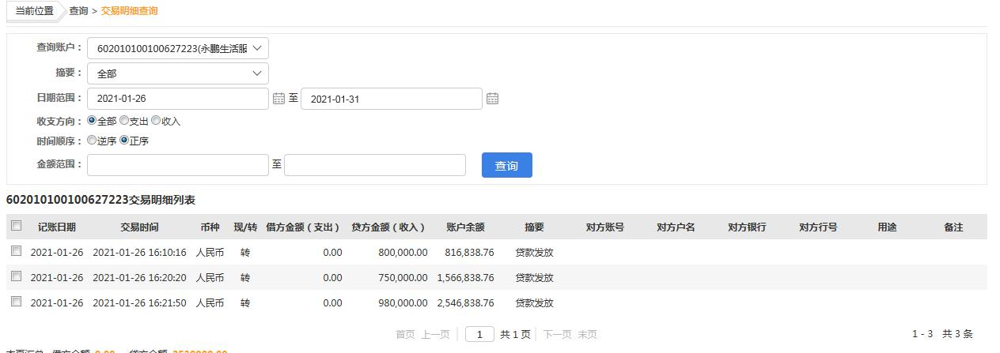 当前位置 查询 > 交易明细查询
查询账户： 602010100100627223(永鹏生活服
摘要： 全部
日期范围： 2021-01-26 至 2021-01-31
收支方向： 全部 支出 收入
时间顺序： 逆序 正序
金额范围： 至 查询
602010100100627223交易明细列表
记账日期 交易时间 币种 现/转 借方金额（支出） 贷方金额（收入） 账户余额 摘要 对方账号 对方户名 对方银行 对方行号 用途 备注
2021-01-26 2021-01-26 16:10:16 人民币 转 0.00 800,000.00 816,838.76 贷款发放
2021-01-26 2021-01-26 16:20:20 人民币 转 0.00 750,000.00 1,566,838.76 贷款发放
2021-01-26 2021-01-26 16:21:50 人民币 转 0.00 980,000.00 2,546,838.76 贷款发放
首页 上一页 1 共 1 页 下一页 末页 1 - 3 共 3 条